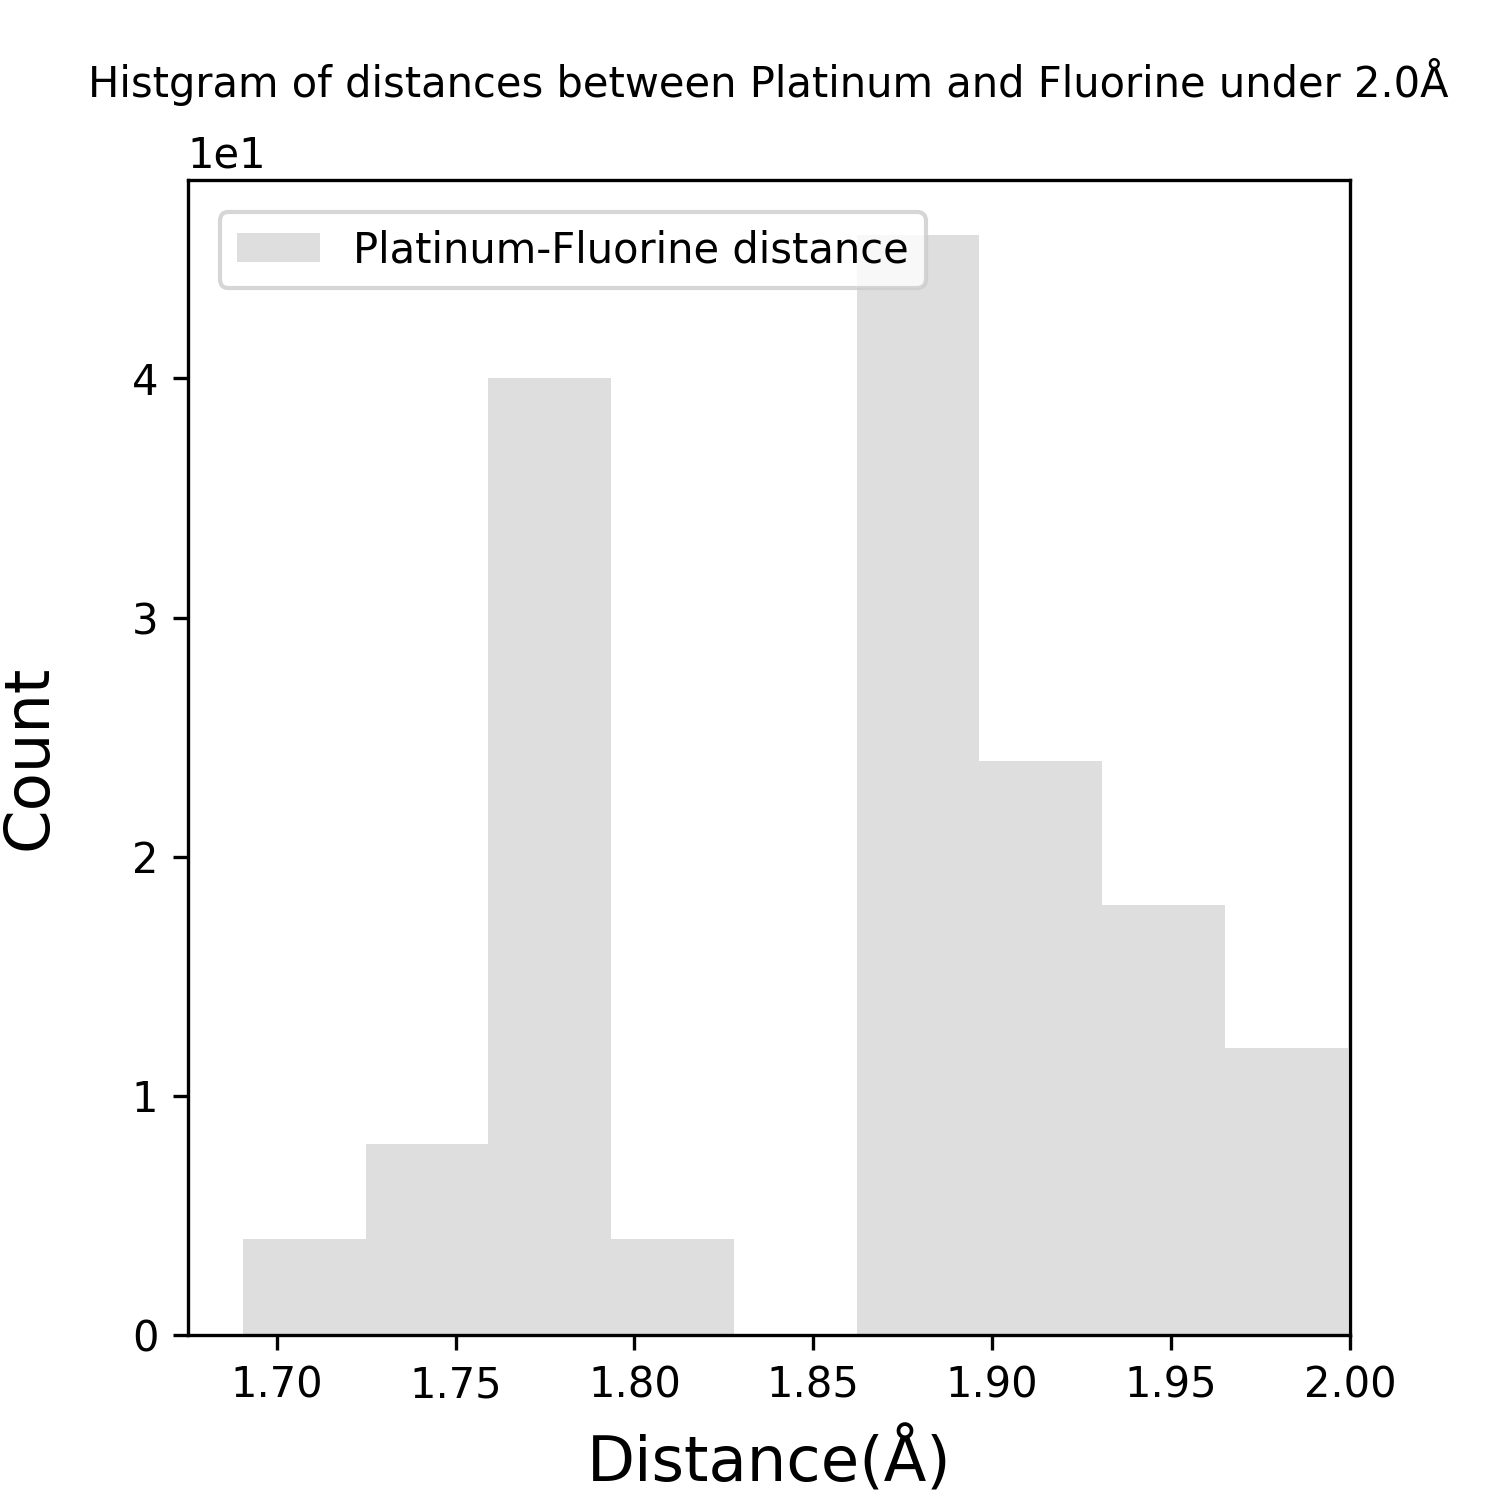 Histgram of distances between Platinum and Fluorine under 2.0Å
1e1
Platinum-Fluorine distance
4
3
2
1
0
Count
1.70 1.75 1.80 1.85 1.90 1.95 2.00
Distance(Å)